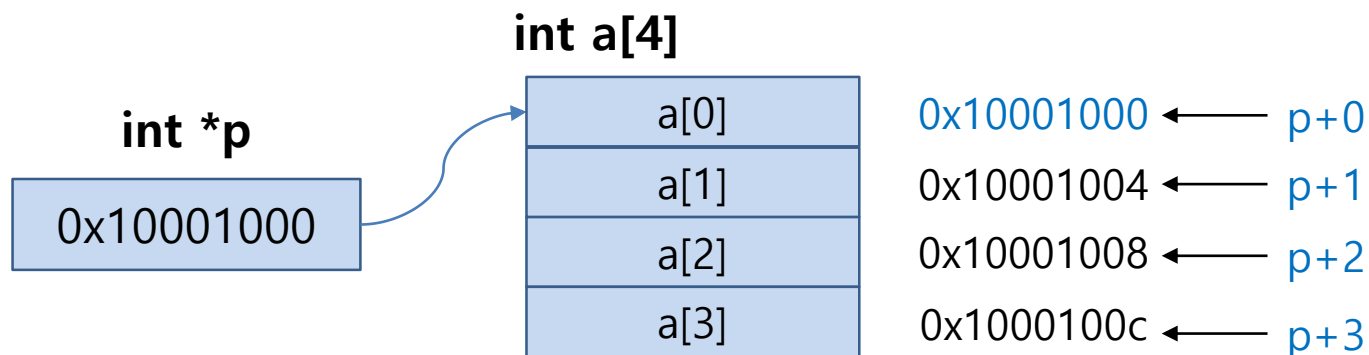 int a[4]
int *p
0x10001000
a[0] 0x10001000 p+0
a[1] 0x10001004 p+1
a[2] 0x10001008 p+2
a[3] 0x1000100c p+3